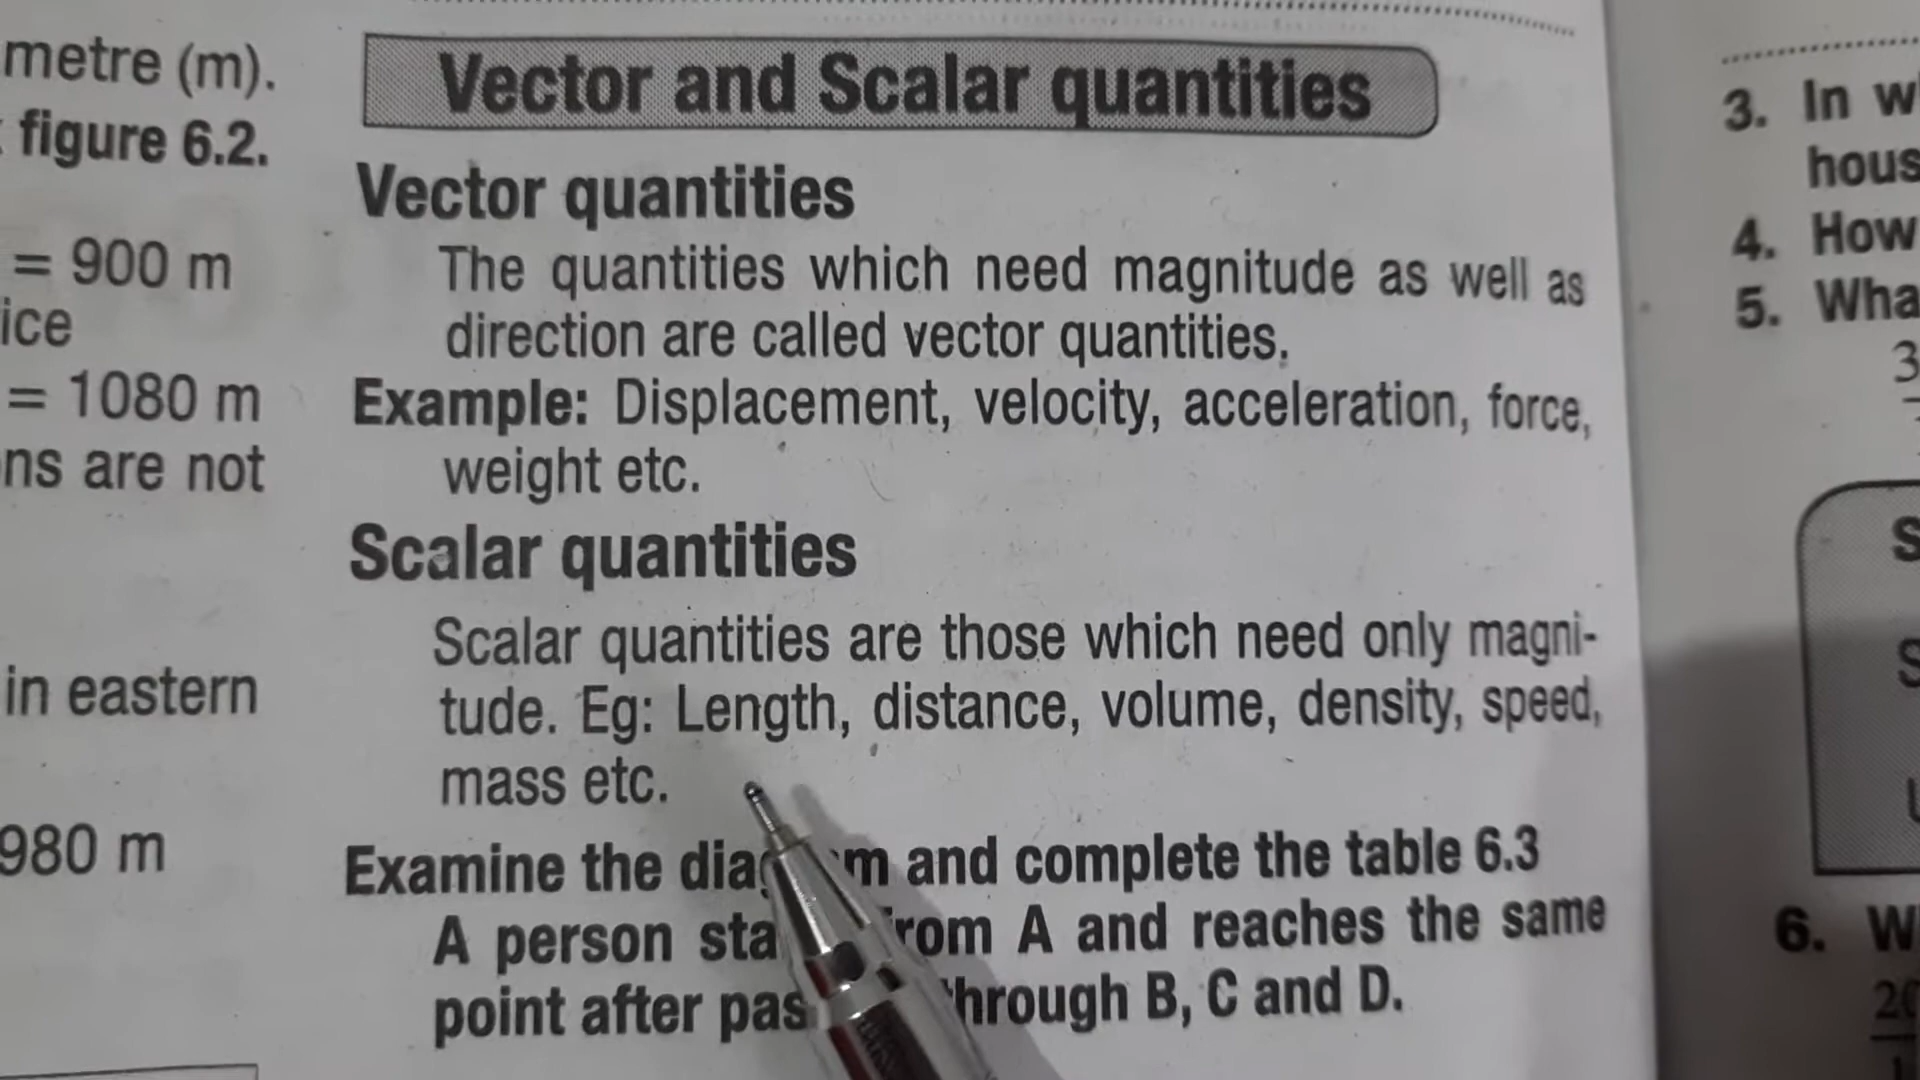 metre (m).
figure 6.2.
= 900 m
ice
= 1080 m
ns are not
in eastern
980 m
Vector and Scalar quantities
Vector quantities
The quantities which need magnitude as well as
direction are called vector quantities.
Example: Displacement, velocity, acceleration, force,
weight etc.
Scalar quantities
Scalar quantities are those which need only magni-
tude. Eg: Length, distance, volume, density, speed,
mass etc.
Examine the dia m and complete the table 6.3
A person sta rom A and reaches the same
point after pas hrough B, C and D.
3. In w
hous
4. How
5. Wha
3
S
S
6. W
20
1